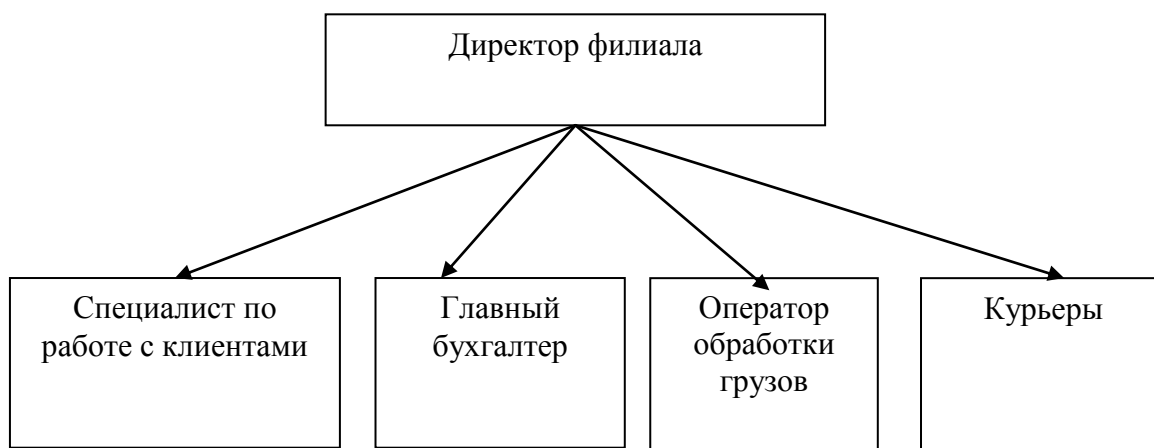 Директор филиала
Специалист по
работе с клиентами
Главный
бухгалтер
Оператор
обработки
грузов
Курьеры